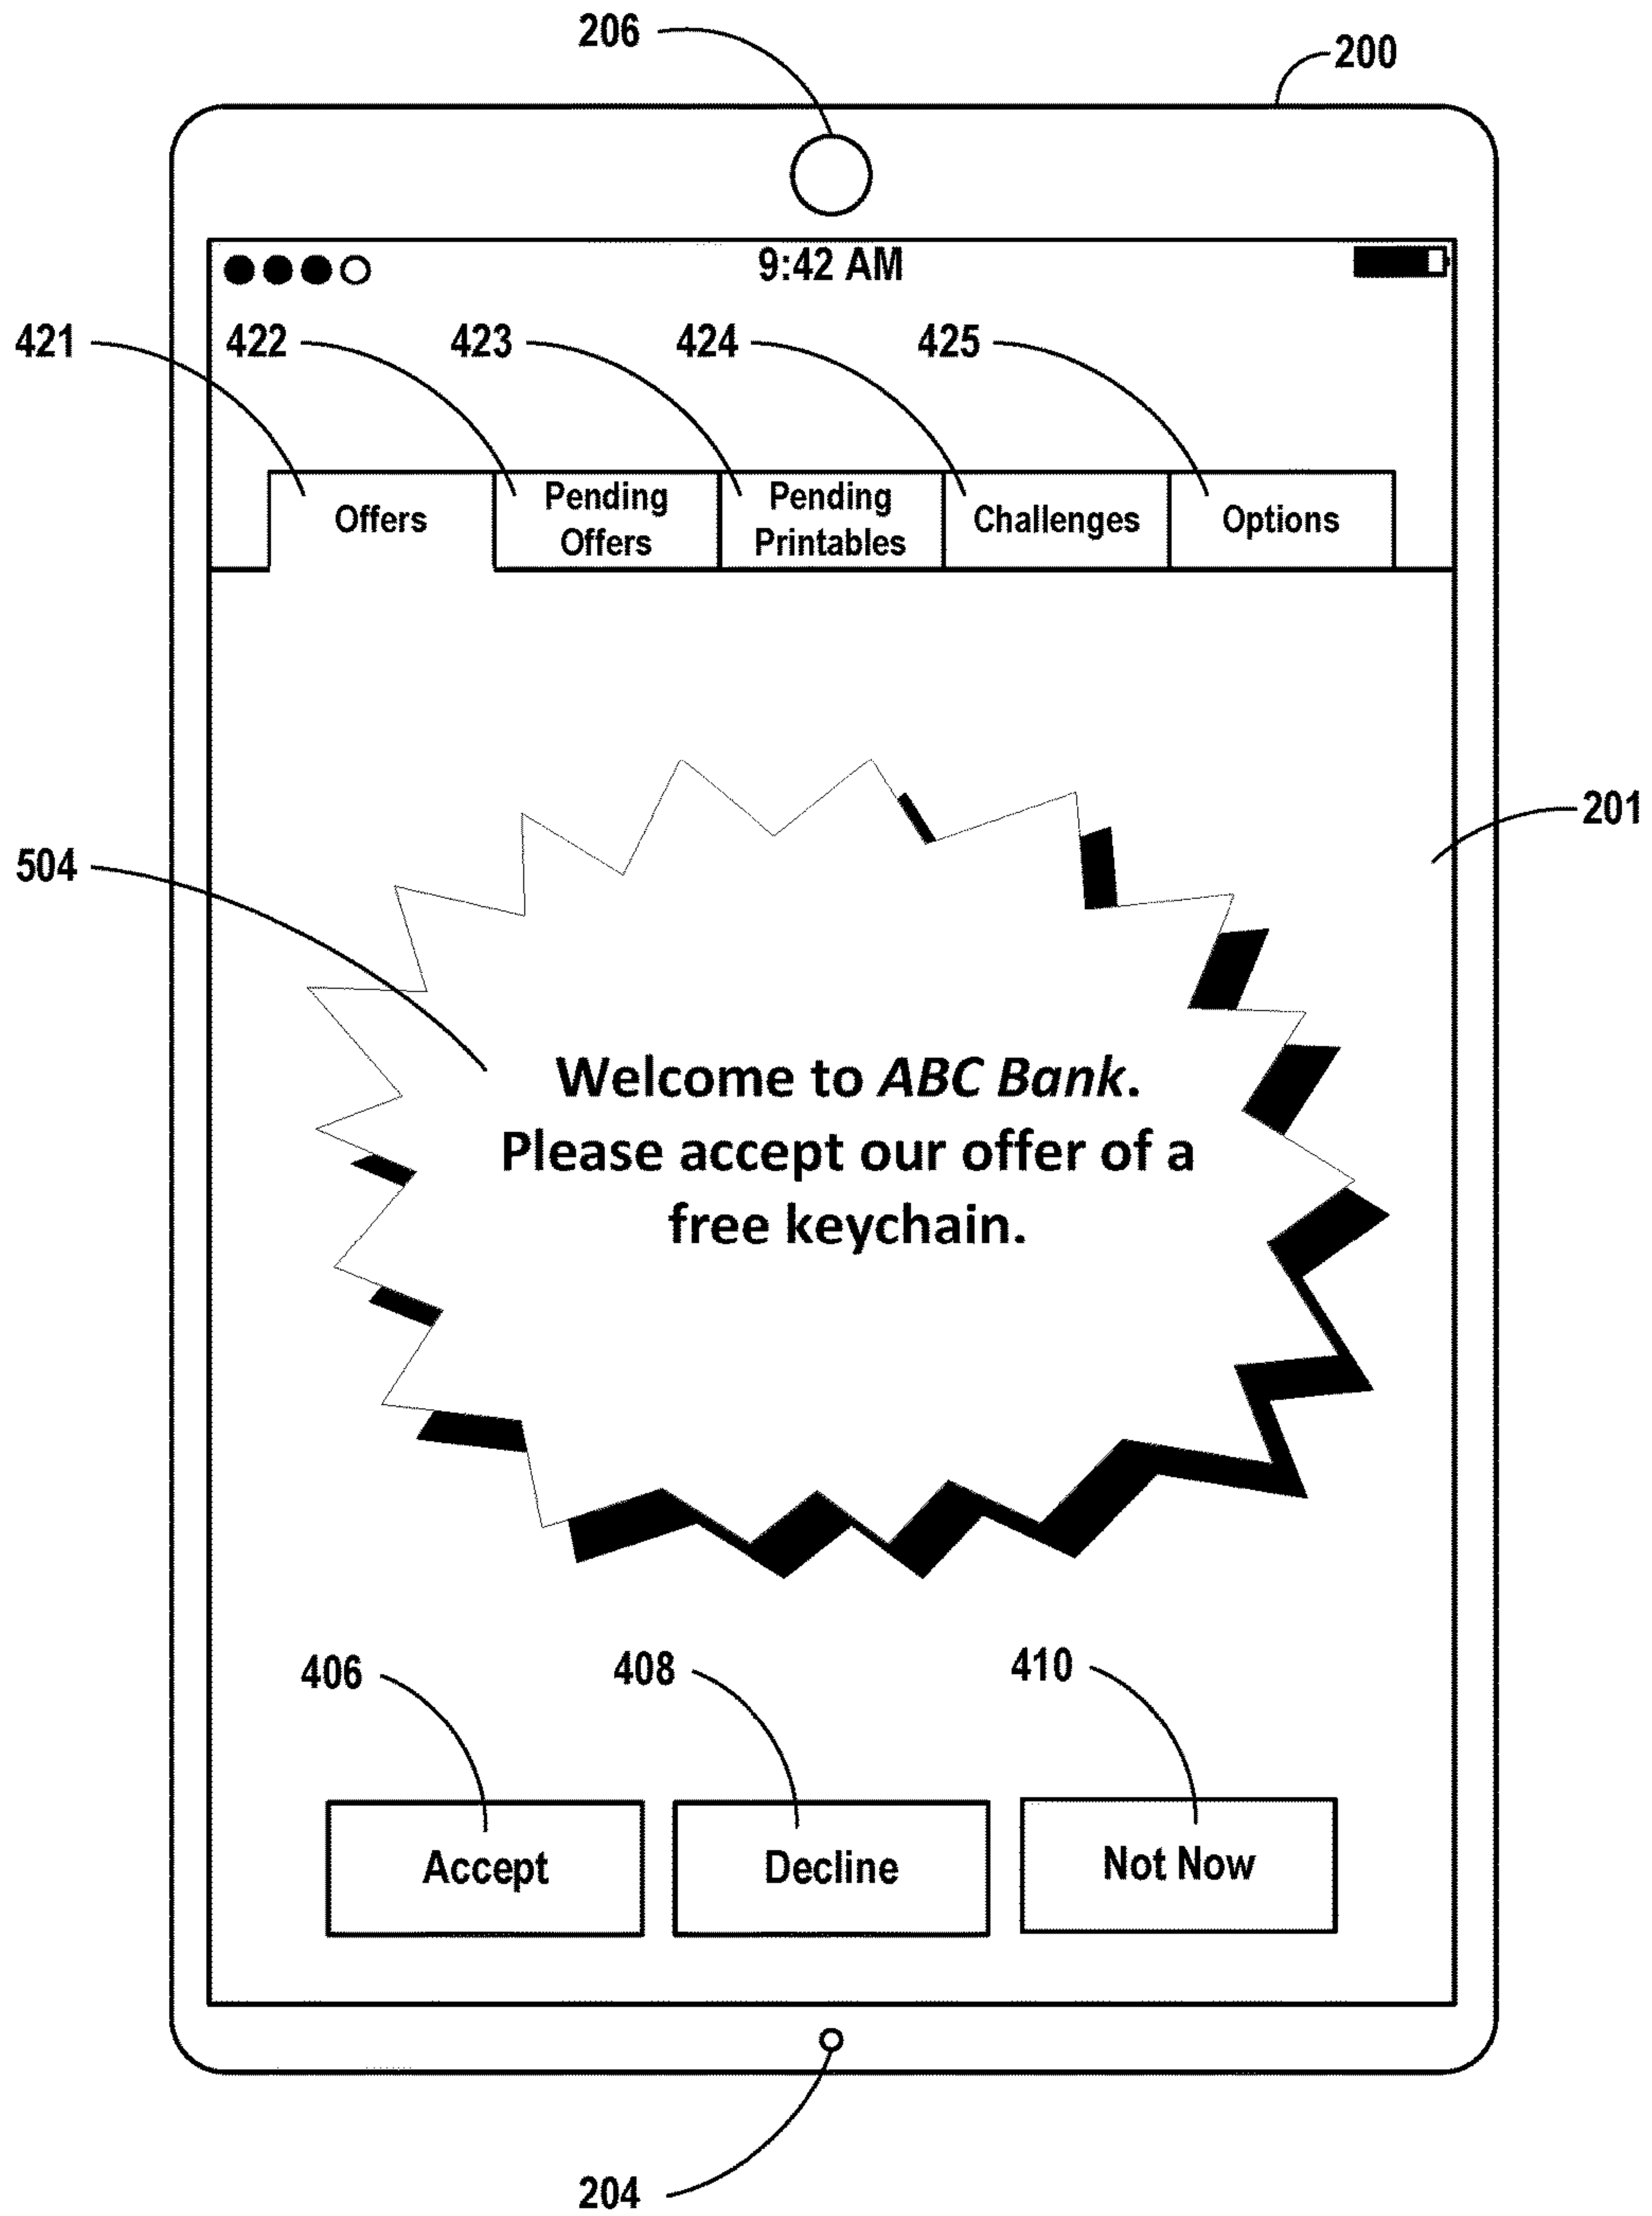 206
200
9:42 AM
421
422
423
424
425
Offers
Pending
Offers
Pending
Printables
Challenges
Options
201
504
Welcome to ABC Bank.
Please accept our offer of a
free keychain.
406
408
410
Accept
Decline
Not Now
204